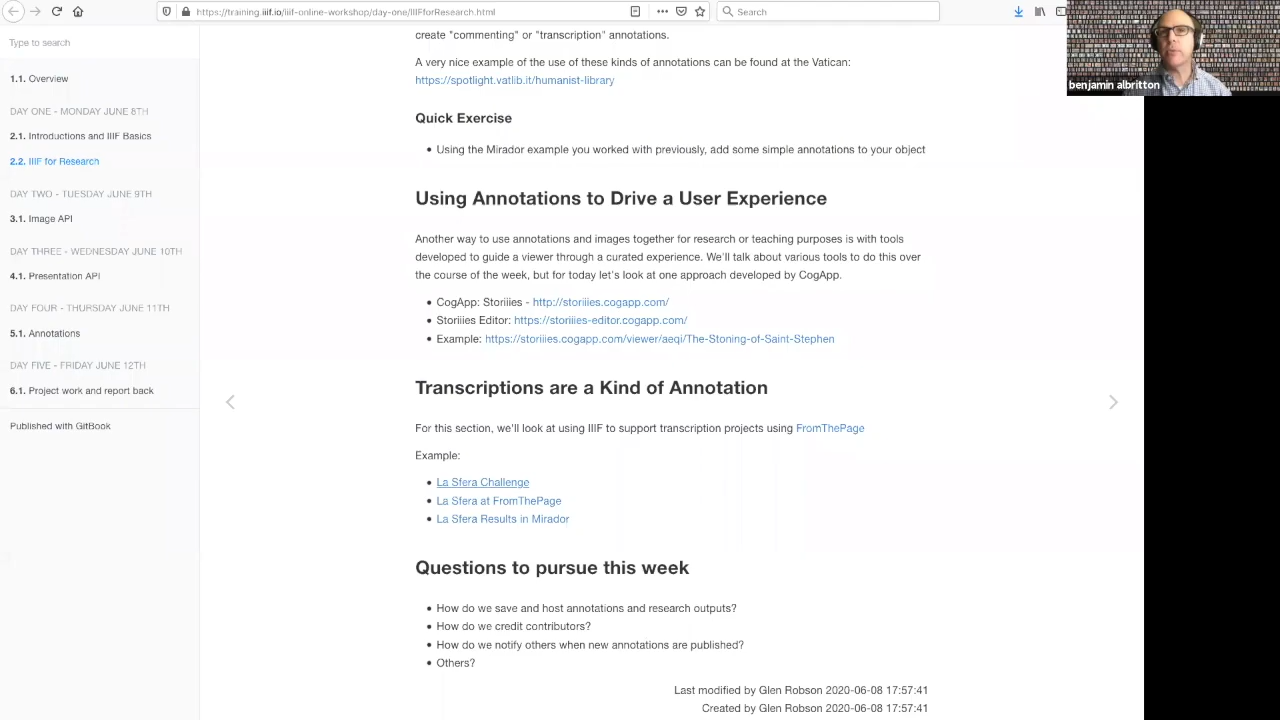 https://training.iiif.io/iiif-online-workshop/day-one/IIIFforResearch.html
Search
benjamin albritton
Type to search
1.1. Overview
DAY ONE - MONDAY JUNE 8TH
2.1. Introductions and IIIF Basics
2.2. IIIF for Research
DAY TWO - TUESDAY JUNE 9TH
3.1. Image API
DAY THREE - WEDNESDAY JUNE 10TH
4.1. Presentation API
DAY FOUR - THURSDAY JUNE 11TH
5.1. Annotations
DAY FIVE - FRIDAY JUNE 12TH
6.1. Project work and report back
Published with GitBook
create "commenting" or "transcription" annotations.
A very nice example of the use of these kinds of annotations can be found at the Vatican:
https://spotlight.vatlib.it/humanist-library
Quick Exercise
• Using the Mirador example you worked with previously, add some simple annotations to your object
Using Annotations to Drive a User Experience
Another way to use annotations and images together for research or teaching purposes is with tools
developed to guide a viewer through a curated experience. We'll talk about various tools to do this over
the course of the week, but for today let's look at one approach developed by CogApp.
• CogApp: Storiiies - http://storiiies.cogapp.com/
• Storiiies Editor: https://storiiies-editor.cogapp.com/
• Example: https://storiiies.cogapp.com/viewer/aeqi/The-Stoning-of-Saint-Stephen
Transcriptions are a Kind of Annotation
For this section, we'll look at using IIIF to support transcription projects using FromThePage
Example:
• La Sfera Challenge
• La Sfera at FromThePage
• La Sfera Results in Mirador
Questions to pursue this week
• How do we save and host annotations and research outputs?
• How do we credit contributors?
• How do we notify others when new annotations are published?
• Others?
Last modified by Glen Robson 2020-06-08 17:57:41
Created by Glen Robson 2020-06-08 17:57:41